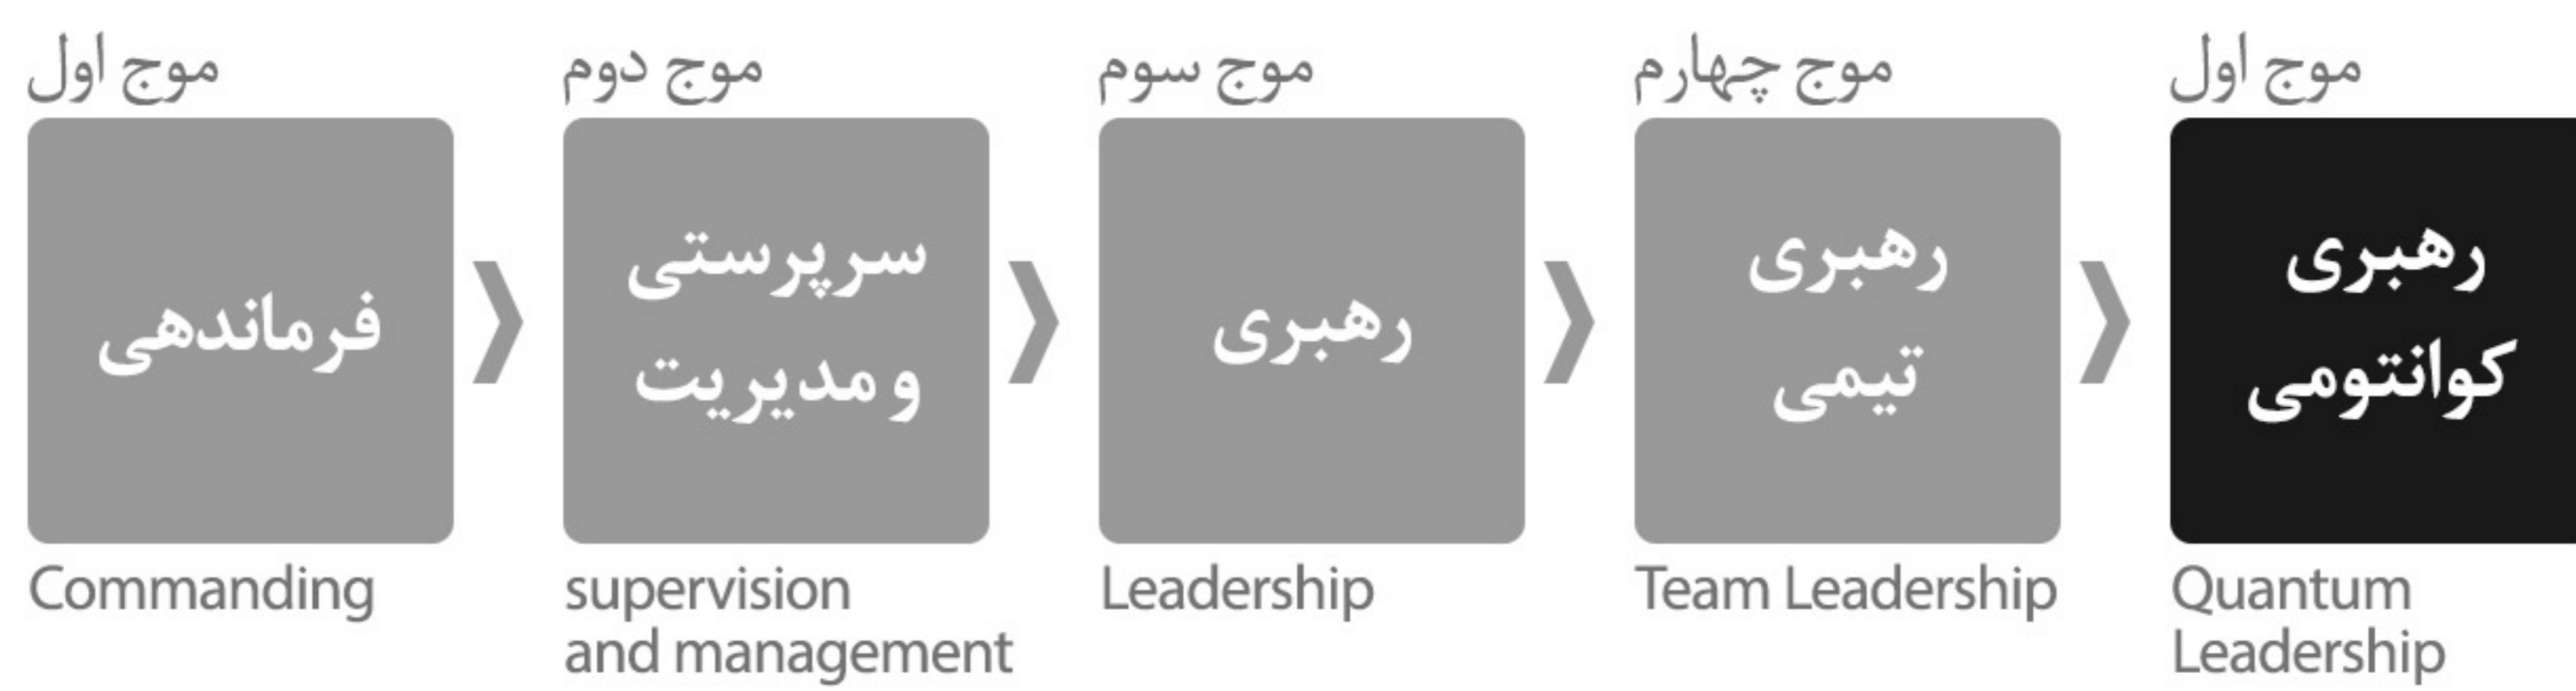 موج اول
فرماندهی
Commanding
موج دوم
سرپرستی
و مدیریت
supervision
and management
موج سوم
رهبری
Leadership
موج چهارم
رهبری
تیمی
Team Leadership
موج اول
رهبری
کوانتومی
Quantum
Leadership